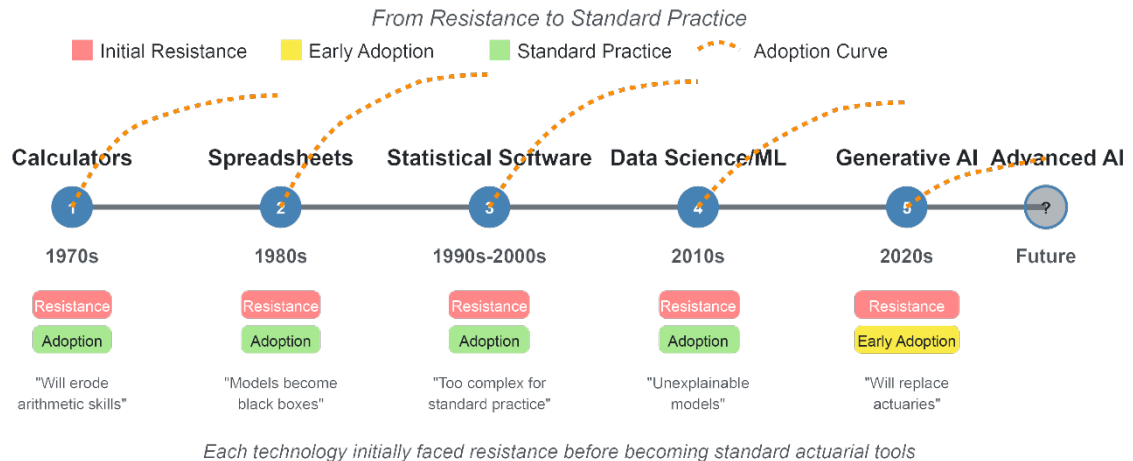 From Resistance to Standard Practice
Initial Resistance Early Adoption Standard Practice Adoption Curve
Calculators Spreadsheets Statistical Software Data Science/ML Generative AI Advanced AI
1 2 3 4 5 ?
1970s 1980s 1990s-2000s 2010s 2020s Future
Resistance Resistance Resistance Resistance Resistance
Adoption Adoption Adoption Adoption Early Adoption
"Will erode "Models become "Too complex for "Unexplainable "Will replace
arithmetic skills" black boxes" standard practice" models" actuaries"
Each technology initially faced resistance before becoming standard actuarial tools